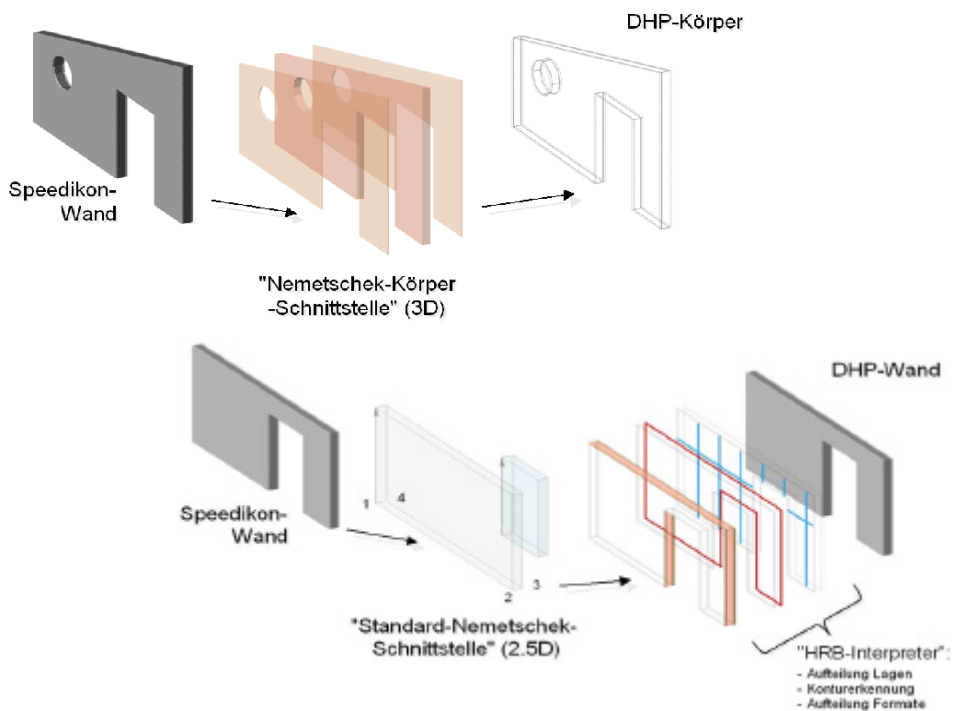 DHP-Körper
Speedikon-
Wand
"Nemetschek-Körper
-Schnittstelle" (3D)
DHP-Wand
Speedikon-
Wand
1
4
3
2
"Standard-Nemetschek-
Schnittstelle" (2.5D)
"HRB-Interpreter":
- Aufteilung Lagen
- Konturerkennung
- Aufteilung Formate